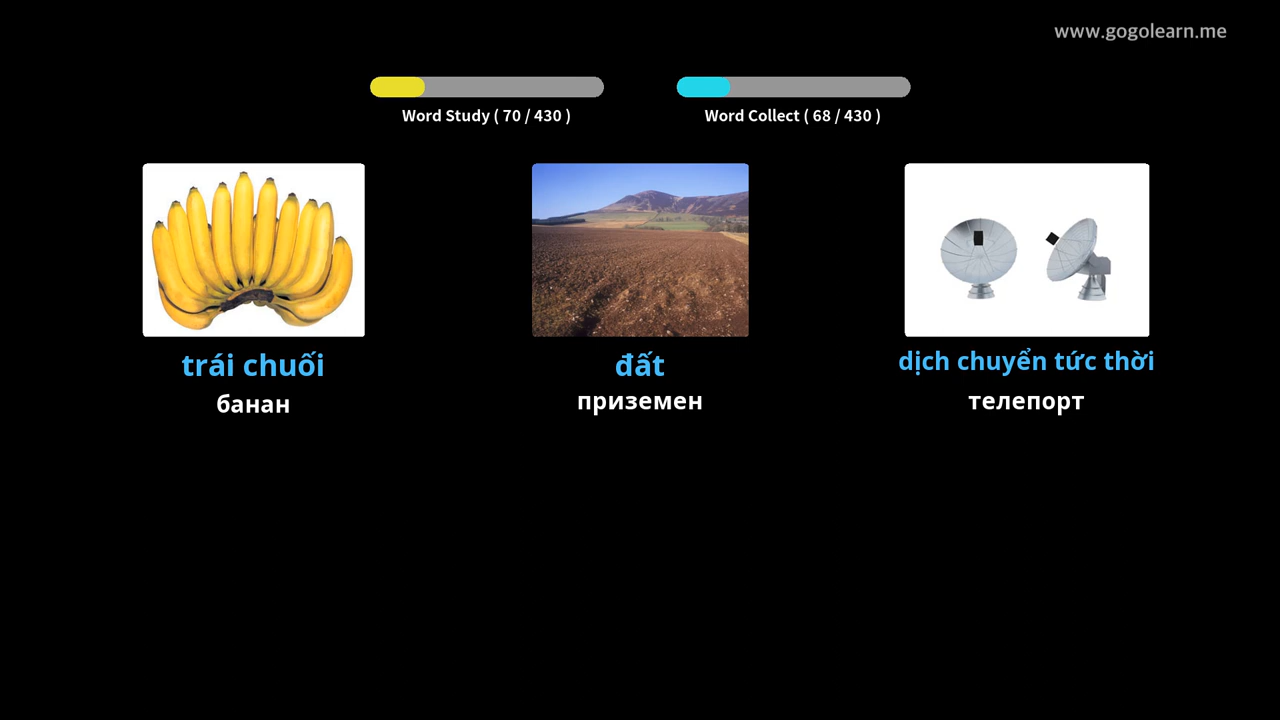 www.gogolearn.me
Word Study ( 70 / 430 )
Word Collect ( 68 / 430 )
trái chuối
банан
đất
приземен
dịch chuyển tức thời
телепорт